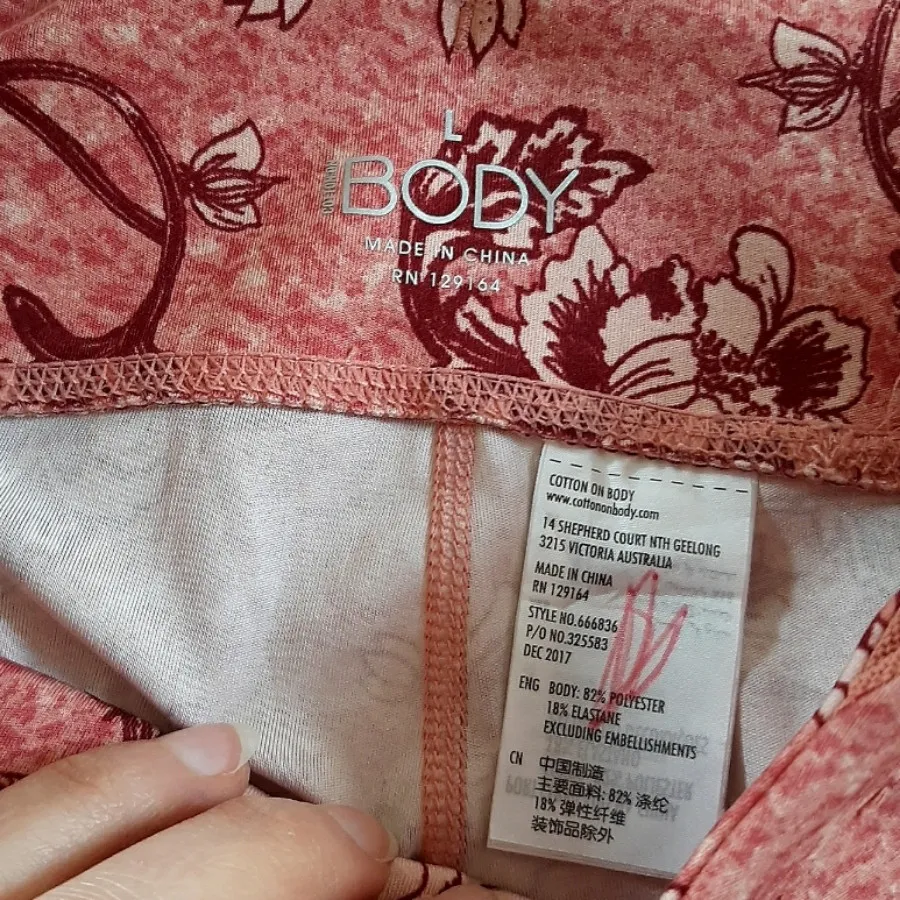 L
COTTON ON
BODY
MADE IN CHINA
RN 129164
COTTON ON BODY
www.cottononbody.com
14 SHEPHERD COURT NTH GEELONG
3215 VICTORIA AUSTRALIA
MADE IN CHINA
RN 129164
STYLE NO.666836
P/O NO.325583
DEC 2017
ENG BODY: 82% POLYESTER
18% ELASTANE
EXCLUDING EMBELLISHMENTS
CN 中国制造
主要面料: 82% 涤纶
18% 弹性纤维
装饰品除外